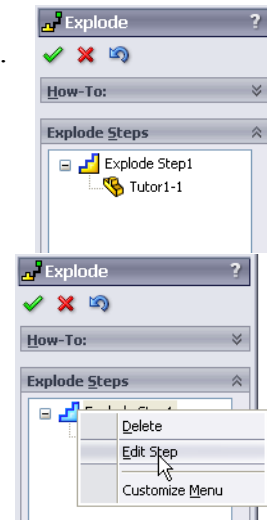 Explode ?
How-To:
Explode Steps
Explode Step1
Tutor1-1
Explode ?
How-To:
Explode Steps
Delete
Edit Step
Customize Menu